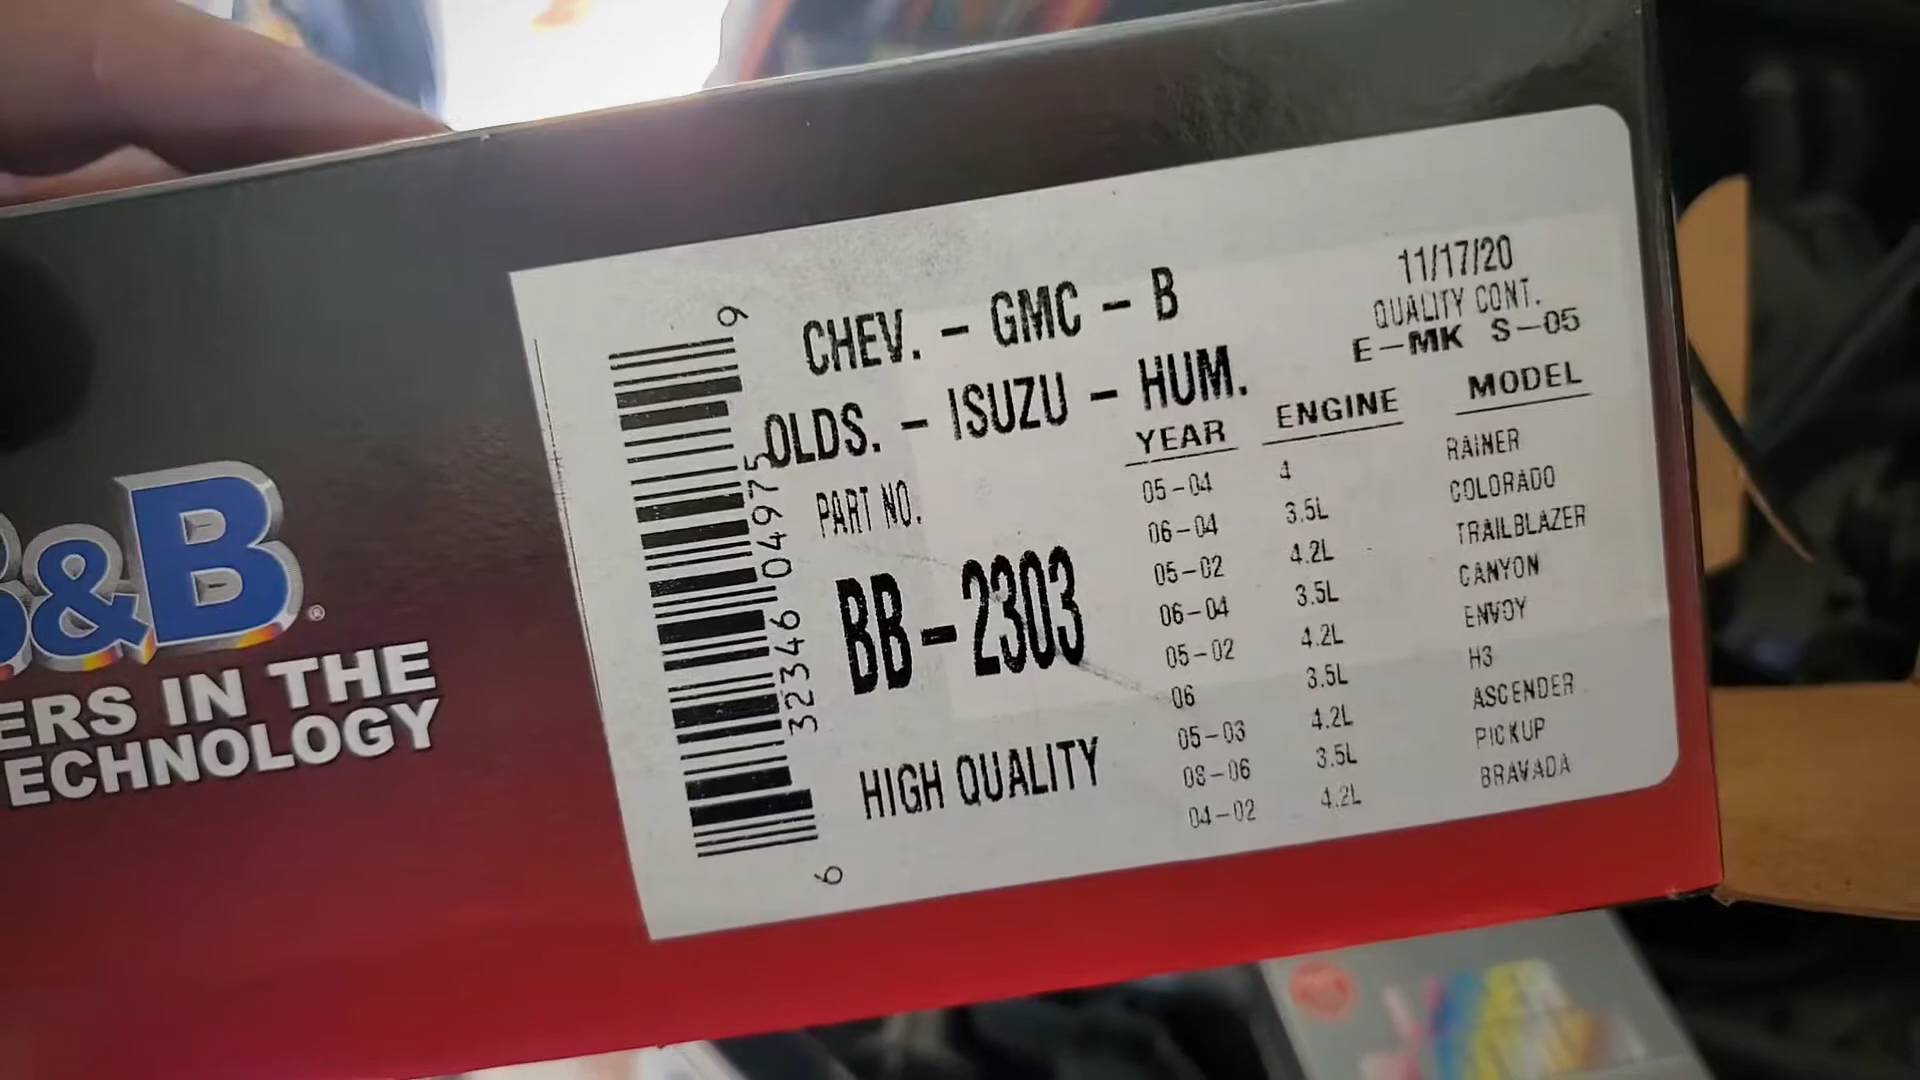 &B®
ERS IN THE
ECHNOLOGY
6 32346 04975 9
CHEV. - GMC - B
OLDS. - ISUZU - HUM.
PART NO.
BB-2303
HIGH QUALITY
11/17/20
QUALITY CONT.
E-MK S-05
YEAR ENGINE MODEL
05-04 4 RAINER
06-04 3.5L COLORADO
05-02 4.2L TRAILBLAZER
06-04 3.5L CANYON
05-02 4.2L ENVOY
06 3.5L H3
05-03 4.2L ASCENDER
08-06 3.5L PICKUP
04-02 4.2L BRAVADA